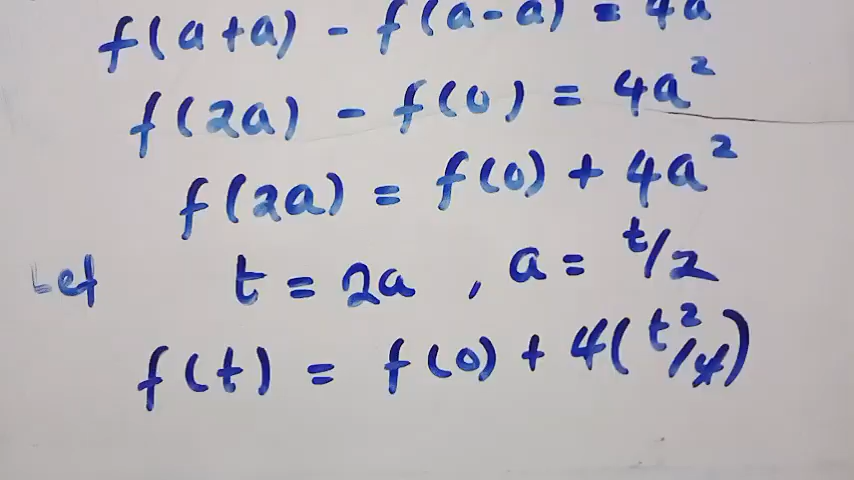 f(a+a) - f(a-a) = 4a
f(2a) - f(0) = 4a²
f(2a) = f(0) + 4a²
Let t = 2a , a = t/2
f(t) = f(0) + 4(t²/4)